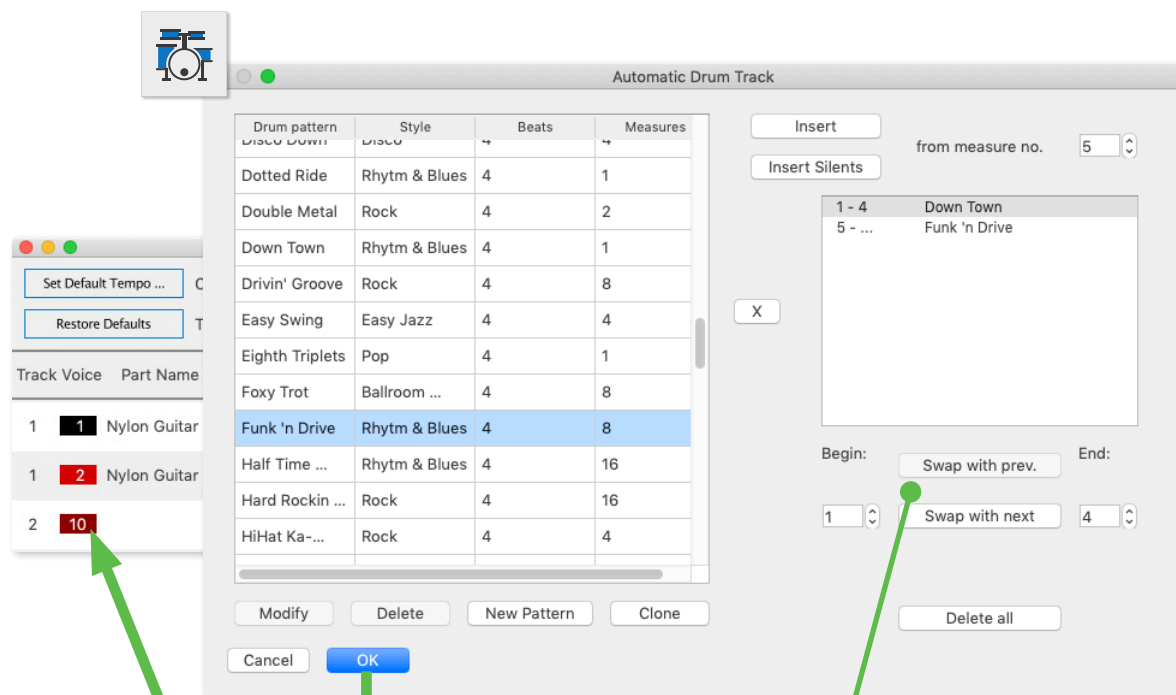 Automatic Drum Track
Drum pattern Style Beats Measures
Disco Down Disco 4 4
Dotted Ride Rhytm & Blues 4 1
Double Metal Rock 4 2
Down Town Rhytm & Blues 4 1
Drivin' Groove Rock 4 8
Easy Swing Easy Jazz 4 4
Eighth Triplets Pop 4 1
Foxy Trot Ballroom ... 4 8
Funk 'n Drive Rhytm & Blues 4 8
Half Time ... Rhytm & Blues 4 16
Hard Rockin ... Rock 4 16
HiHat Ka-... Rock 4 4
Modify Delete New Pattern Clone
Cancel OK
Insert
Insert Silents
from measure no. 5
1 - 4 Down Town
5 - ... Funk 'n Drive
X
Begin: Swap with prev. End:
1 Swap with next 4
Delete all
Set Default Tempo ...
Restore Defaults T
Track Voice Part Name
1 1 Nylon Guitar
1 2 Nylon Guitar
2 10